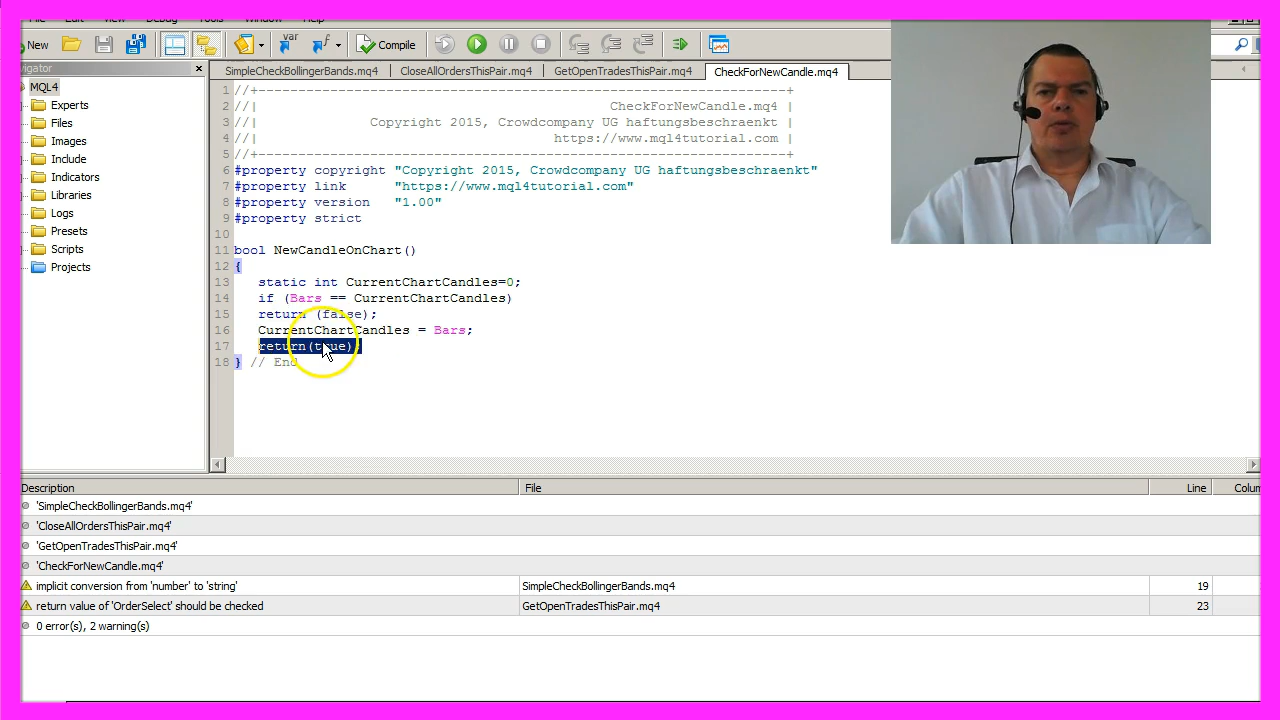 File Edit View Debug Tools Window Help
New var Compile
vigator
SimpleCheckBollingerBands.mq4 CloseAllOrdersThisPair.mq4 GetOpenTradesThisPair.mq4 CheckForNewCandle.mq4
MQL4
Experts
Files
Images
Include
Indicators
Libraries
Logs
Presets
Scripts
Projects
1 //+------------------------------------------------------------------+
2 //| CheckForNewCandle.mq4 |
3 //| Copyright 2015, Crowdcompany UG haftungsbeschraenkt |
4 //| https://www.mql4tutorial.com |
5 //+------------------------------------------------------------------+
6 #property copyright "Copyright 2015, Crowdcompany UG haftungsbeschraenkt"
7 #property link "https://www.mql4tutorial.com"
8 #property version "1.00"
9 #property strict
10
11 bool NewCandleOnChart()
12 {
13 static int CurrentChartCandles=0;
14 if (Bars == CurrentChartCandles)
15 return (false);
16 CurrentChartCandles = Bars;
17 return(true);
18 } // End
Description File Line Colum
'SimpleCheckBollingerBands.mq4'
'CloseAllOrdersThisPair.mq4'
'GetOpenTradesThisPair.mq4'
'CheckForNewCandle.mq4'
implicit conversion from 'number' to 'string' SimpleCheckBollingerBands.mq4 19
return value of 'OrderSelect' should be checked GetOpenTradesThisPair.mq4 23
0 error(s), 2 warning(s)